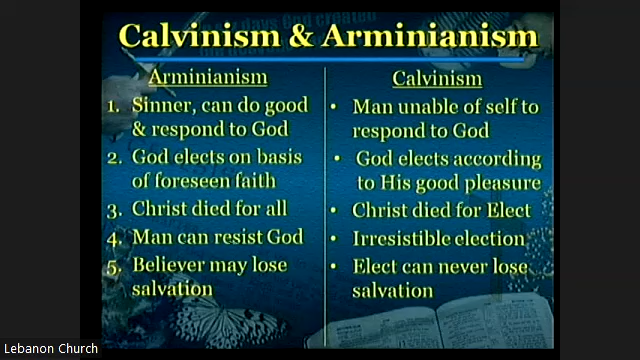 Calvinism & Arminianism
Arminianism
1. Sinner, can do good
& respond to God
2. God elects on basis
of foreseen faith
3. Christ died for all
4. Man can resist God
5. Believer may lose
salvation
Calvinism
• Man unable of self to
respond to God
• God elects according
to His good pleasure
• Christ died for Elect
• Irresistible election
• Elect can never lose
salvation
Lebanon Church